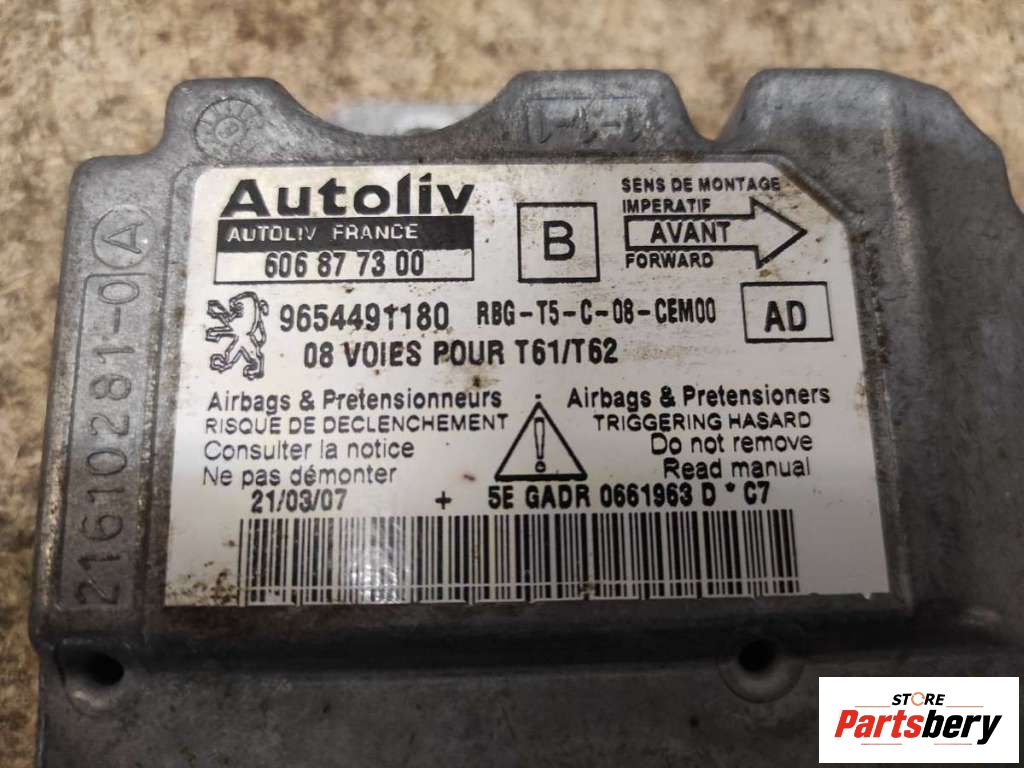 Autoliv
AUTOLIV FRANCE
606 87 73 00
B
SENS DE MONTAGE
IMPERATIF
AVANT
FORWARD
9654491180 RBG-T5-C-08-CEM00
AD
08 VOIES POUR T61/T62
Airbags & Pretensionneurs
RISQUE DE DECLENCHEMENT
Consulter la notice
Ne pas démonter
Airbags & Pretensioners
TRIGGERING HASARD
Do not remove
Read manual
21/03/07 + 5E GADR 0661963 D * C7
21610281-0 A
STORE
Partsbery